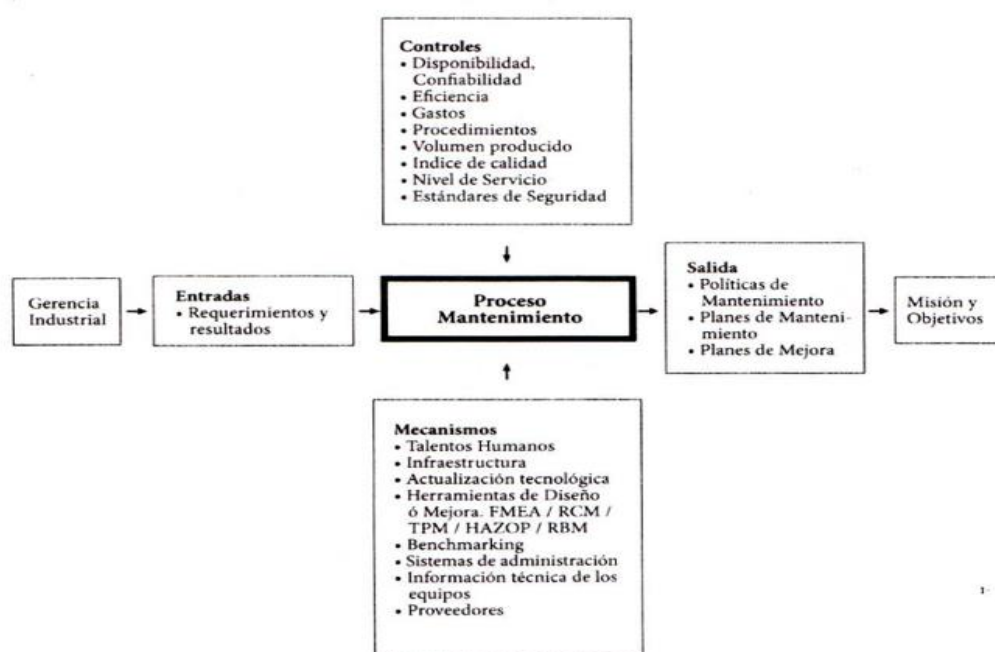 Controles
• Disponibilidad,
Confiabilidad
• Eficiencia
• Gastos
• Procedimientos
• Volumen producido
• Indice de calidad
• Nivel de Servicio
• Estándares de Seguridad
Gerencia
Industrial
Entradas
• Requerimientos y
resultados
Proceso
Mantenimiento
Salida
• Políticas de
Mantenimiento
• Planes de Manteni-
miento
• Planes de Mejora
Misión y
Objetivos
Mecanismos
• Talentos Humanos
• Infraestructura
• Actualización tecnológica
• Herramientas de Diseño
ó Mejora. FMEA / RCM /
TPM / HAZOP / RBM
• Benchmarking
• Sistemas de administración
• Información técnica de los
equipos
• Proveedores